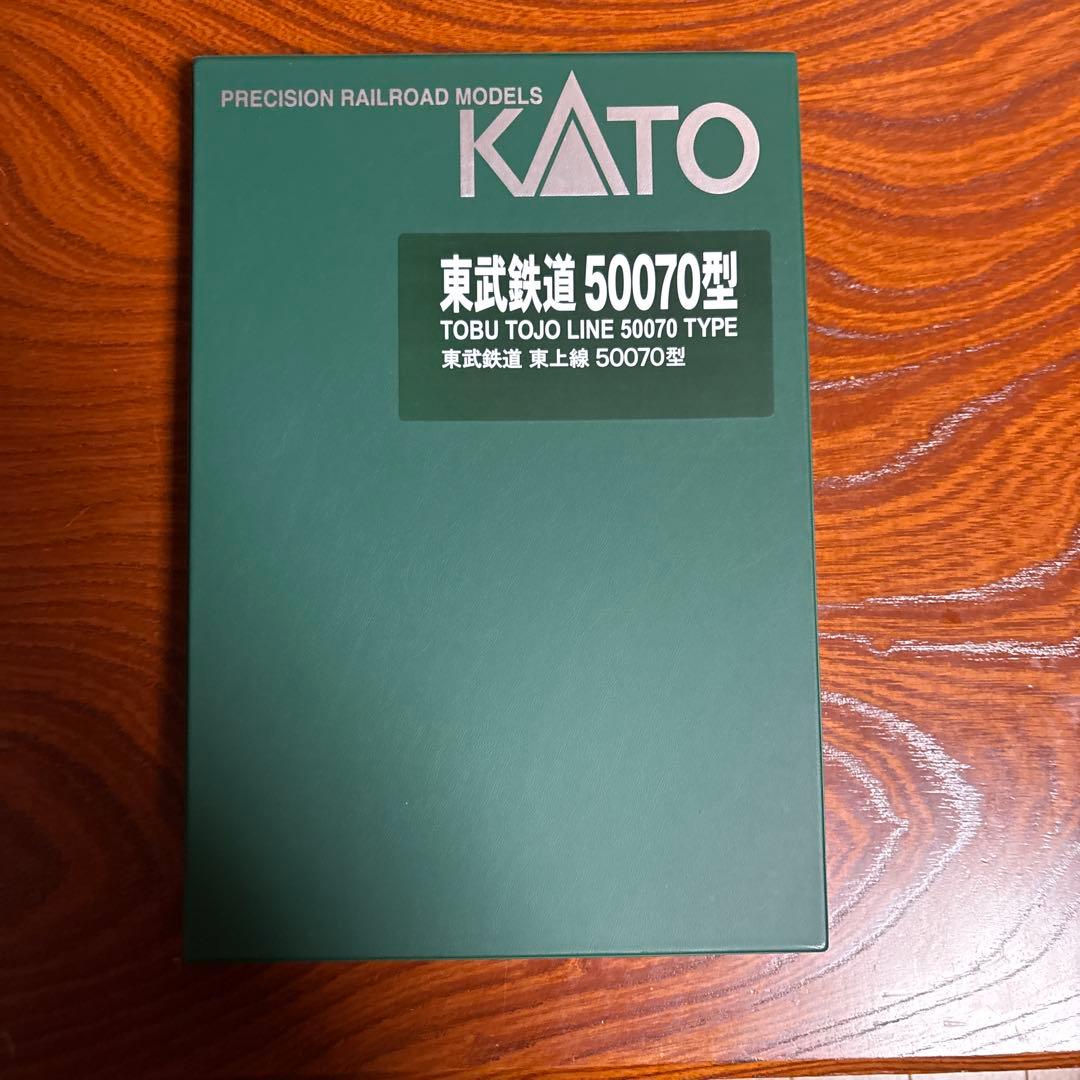 PRECISION RAILROAD MODELS
KATO
東武鉄道 50070型
TOBU TOJO LINE 50070 TYPE
東武鉄道 東上線 50070型